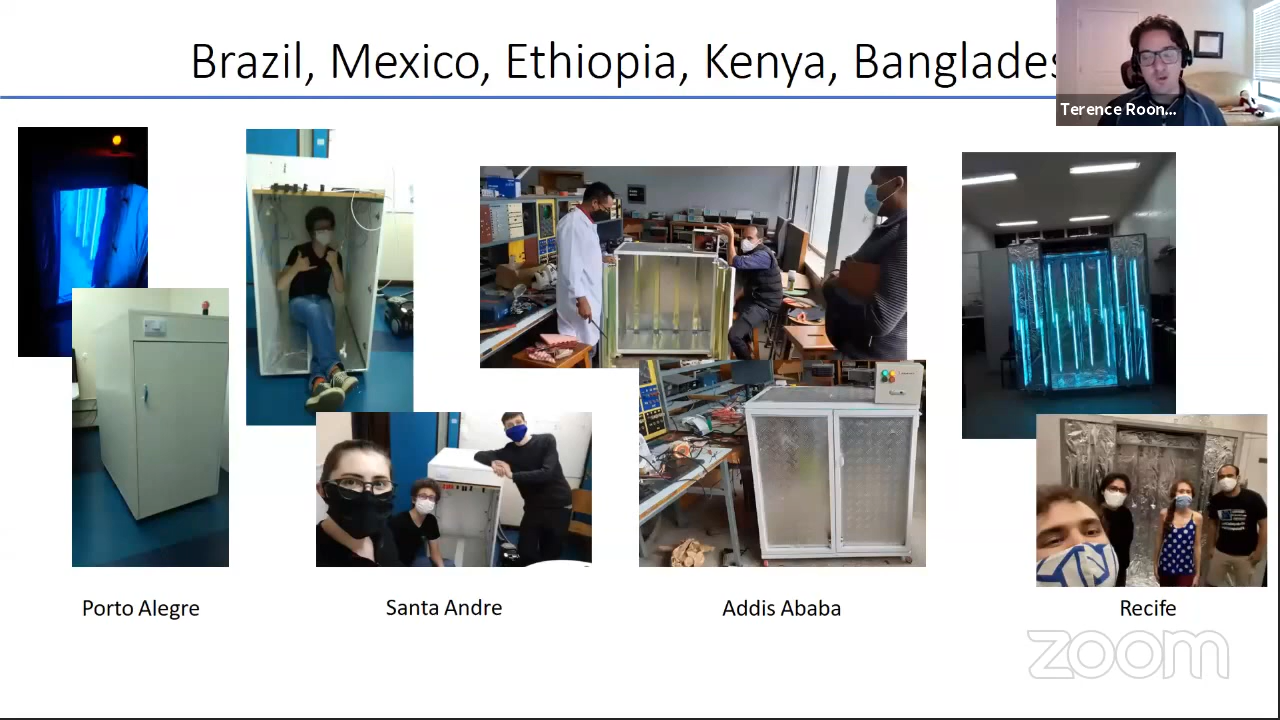 Brazil, Mexico, Ethiopia, Kenya, Banglades
Terence Roon...
Porto Alegre
Santa Andre
Addis Ababa
Recife
zoom